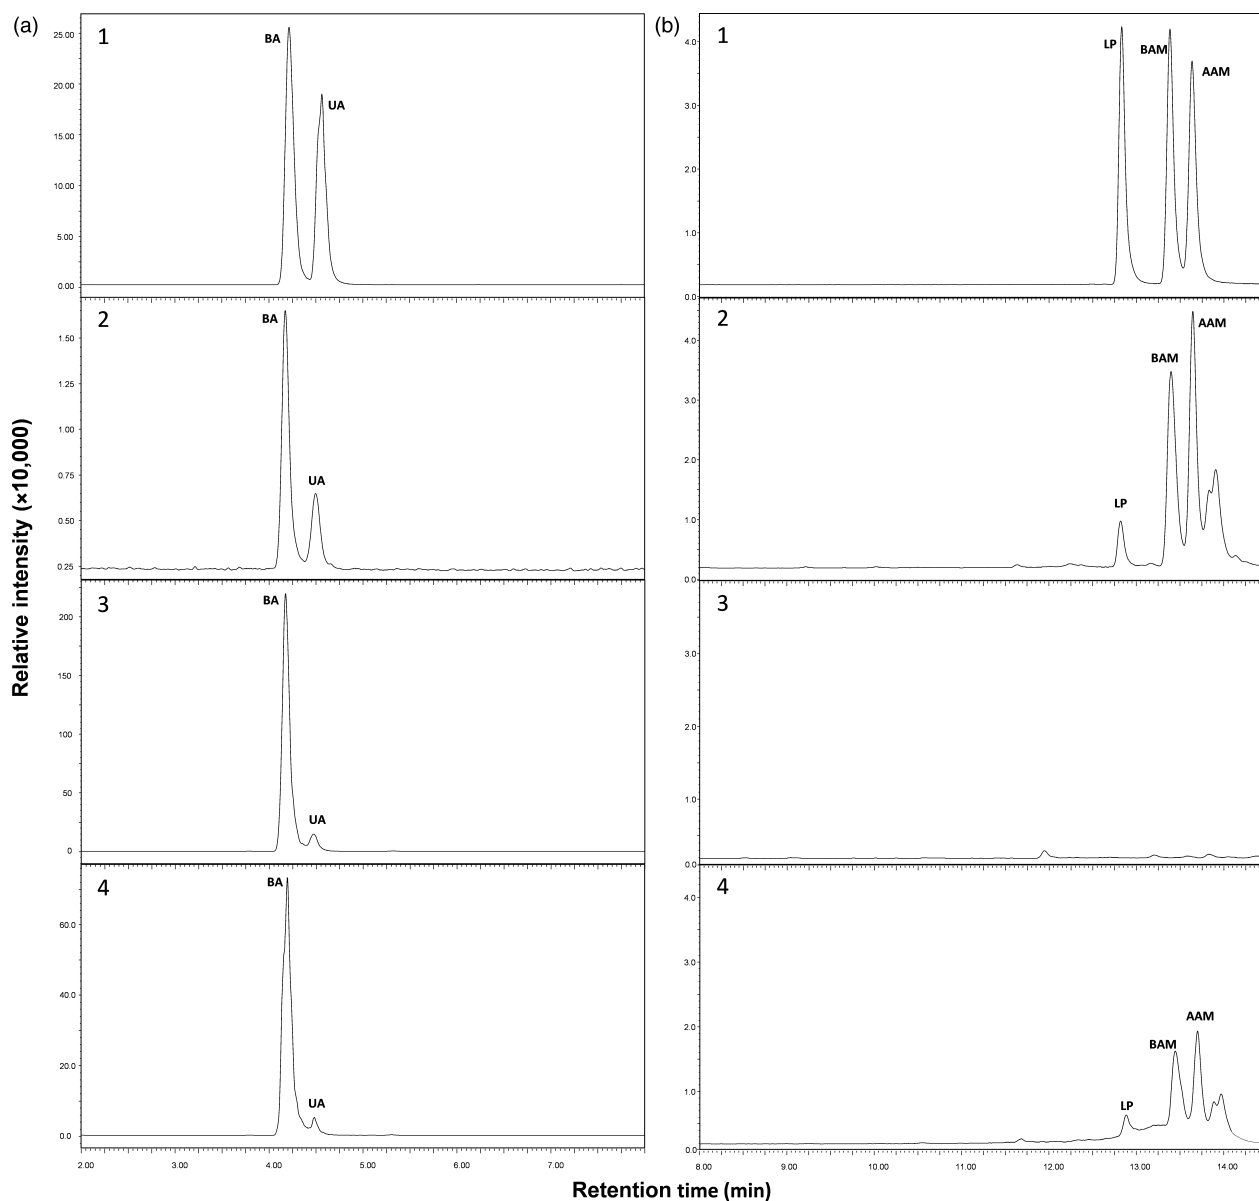 (a)
1
BA
UA
25.00
20.00
15.00
10.00
5.00
0.00
2
BA
UA
1.50
1.25
1.00
0.75
0.50
0.25
3
BA
UA
200
150
100
50
0
4
BA
UA
60.0
40.0
20.0
0.0
2.00 3.00 4.00 5.00 6.00 7.00
(b)
1
LP
BAM
AAM
4.0
3.0
2.0
1.0
0.0
2
AAM
BAM
LP
4.0
3.0
2.0
1.0
0.0
3
3.0
2.0
1.0
0.0
4
AAM
BAM
LP
4.0
3.0
2.0
1.0
0.0
8.00 9.00 10.00 11.00 12.00 13.00 14.00
Relative intensity (×10,000)
Retention time (min)